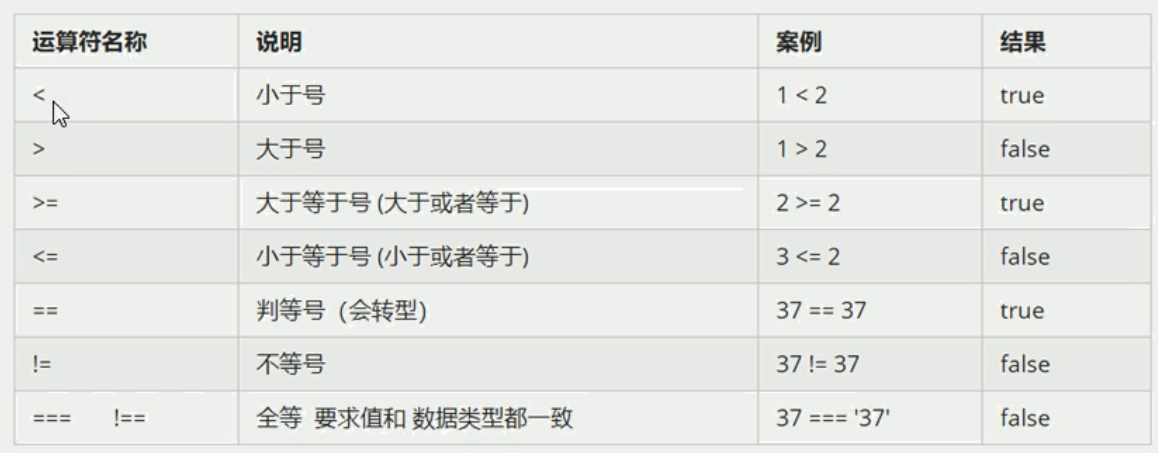 运算符名称 说明 案例 结果
< 小于号 1 < 2 true
> 大于号 1 > 2 false
>= 大于等于号 (大于或者等于) 2 >= 2 true
<= 小于等于号 (小于或者等于) 3 <= 2 false
== 判等号（会转型) 37 == 37 true
!= 不等号 37 != 37 false
=== !== 全等 要求值和 数据类型都一致 37 === '37' false